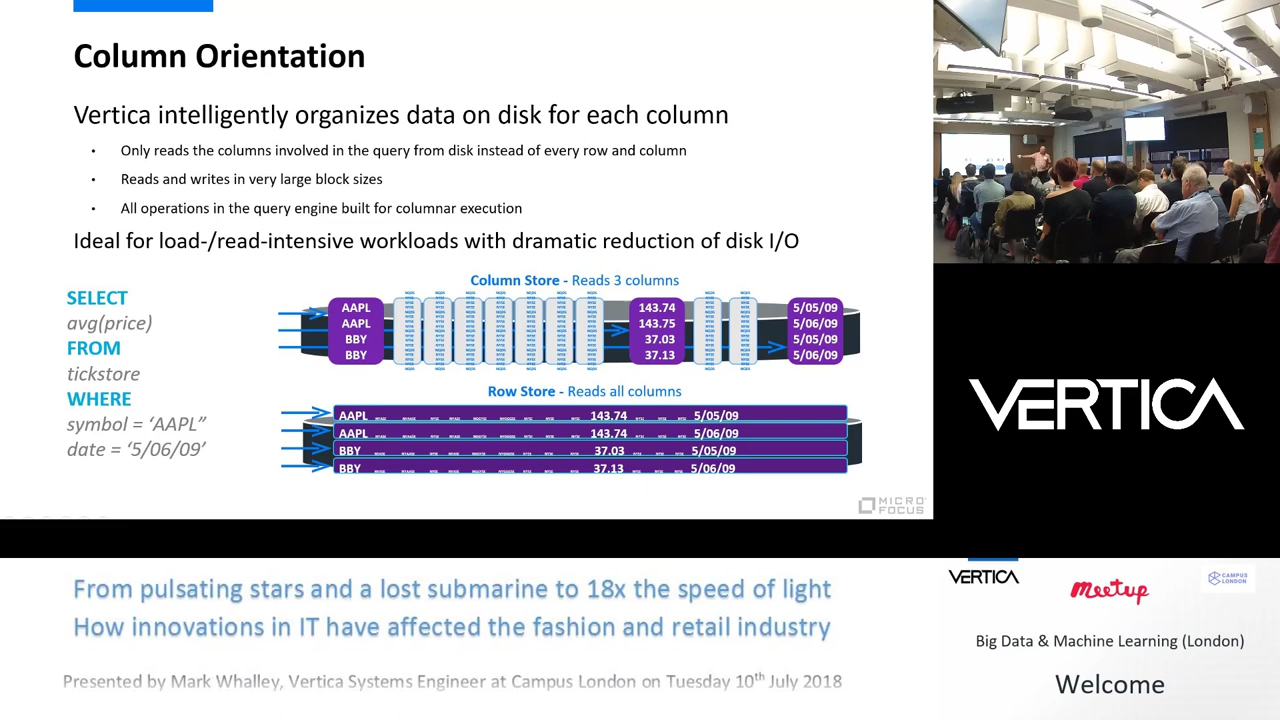 Column Orientation
Vertica intelligently organizes data on disk for each column
• Only reads the columns involved in the query from disk instead of every row and column
• Reads and writes in very large block sizes
• All operations in the query engine built for columnar execution
Ideal for load-/read-intensive workloads with dramatic reduction of disk I/O
SELECT
avg(price)
FROM
tickstore
WHERE
symbol = ‘AAPL”
date = ‘5/06/09’
Column Store - Reads 3 columns
AAPL 143.74 5/05/09
AAPL 143.75 5/06/09
BBY 37.03 5/05/09
BBY 37.13 5/06/09
Row Store - Reads all columns
AAPL 143.74 5/05/09
AAPL 143.74 5/06/09
BBY 37.03 5/05/09
BBY 37.13 5/06/09
MICRO
FOCUS
VERTICA
From pulsating stars and a lost submarine to 18x the speed of light
How innovations in IT have affected the fashion and retail industry
Presented by Mark Whalley, Vertica Systems Engineer at Campus London on Tuesday 10th July 2018
VERTICA
meetup
CAMPUS
LONDON
Big Data & Machine Learning (London)
Welcome